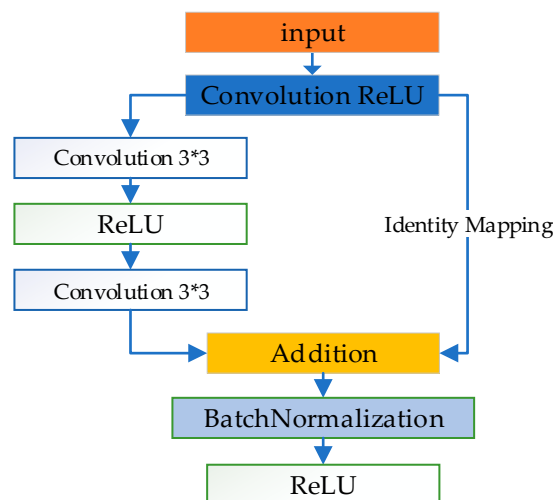 input
Convolution ReLU
Convolution 3*3
ReLU
Identity Mapping
Convolution 3*3
Addition
BatchNormalization
ReLU